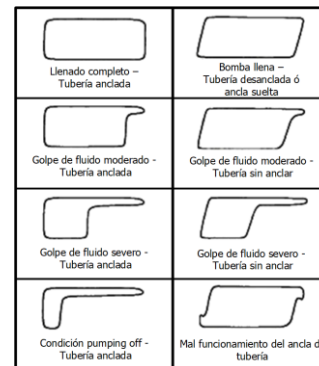 Llenado completo –
Tubería anclada
Bomba llena –
Tubería desanclada ó
ancla suelta
Golpe de fluido moderado -
Tubería anclada
Golpe de fluido moderado -
Tubería sin anclar
Golpe de fluido severo -
Tubería anclada
Golpe de fluido severo -
Tubería sin anclar
Condición pumping off -
Tubería anclada
Mal funcionamiento del ancla d
tubería